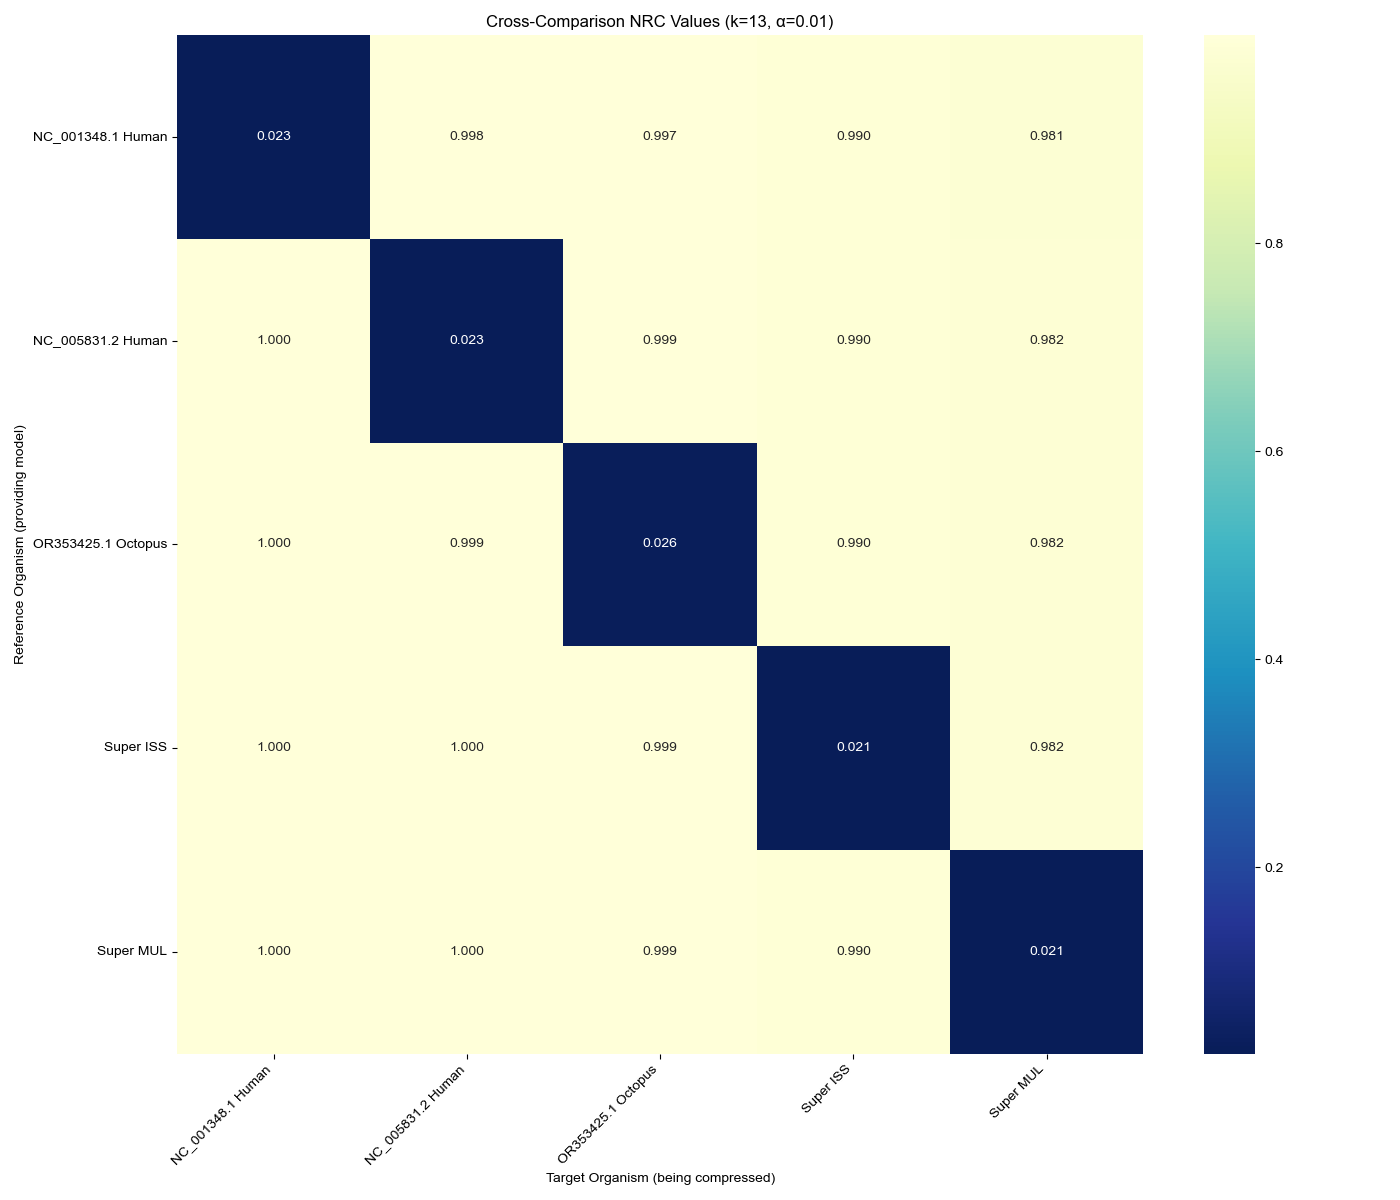 Cross-Comparison NRC Values (k=13, α=0.01)
NC_001348.1 Human 0.023 0.998 0.997 0.990 0.981
0.8
NC_005831.2 Human 1.000 0.023 0.999 0.990 0.982
0.6
Reference Organism (providing model)
OR353425.1 Octopus 1.000 0.999 0.026 0.990 0.982
0.4
Super ISS 1.000 1.000 0.999 0.021 0.982
0.2
Super MUL 1.000 1.000 0.999 0.990 0.021
NC_001348.1 Human
NC_005831.2 Human
OR353425.1 Octopus
Super ISS
Super MUL
Target Organism (being compressed)